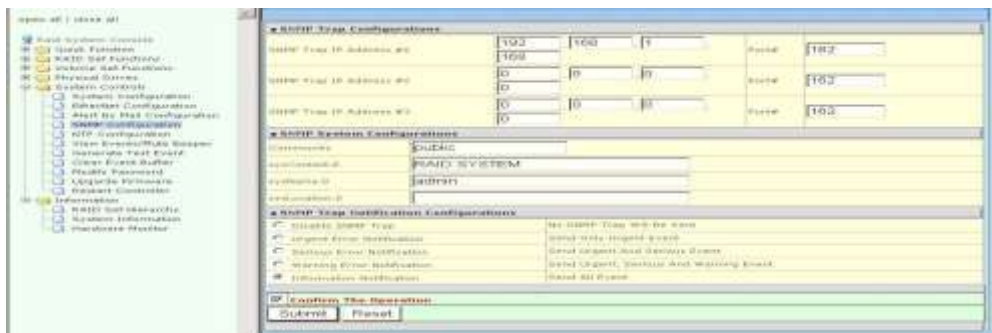 open all | close all
Raid System Console
Quick Function
RAID Set Functions
Volume Set Functions
Physical Drives
System Controls
System Configuration
Ethernet Configuration
Alert By Mail Configuration
SNMP Configuration
NTP Configuration
View Events/Mute Beeper
Generate Test Event
Clear Event Buffer
Modify Password
Upgrade Firmware
Restart Controller
Information
RAID Set Hierarchy
System Information
Hardware Monitor
SNMP Trap Configurations
SNMP Trap IP Address #1 192 . 168 . 1 . 169 Port# 162
SNMP Trap IP Address #2 0 . 0 . 0 . 0 Port# 162
SNMP Trap IP Address #3 0 . 0 . 0 . 0 Port# 162
SNMP System Configurations
Community public
sysContact.0 RAID SYSTEM
sysName.0 admin
sysLocation.0
SNMP Trap Notification Configurations
Disable SNMP Trap No SNMP Trap Will Be Sent
Urgent Error Notification Send Only Urgent Event
Serious Error Notification Send Urgent And Serious Event
Warning Error Notification Send Urgent, Serious And Warning Event
Information Notification Send All Event
Confirm The Operation
Submit Reset